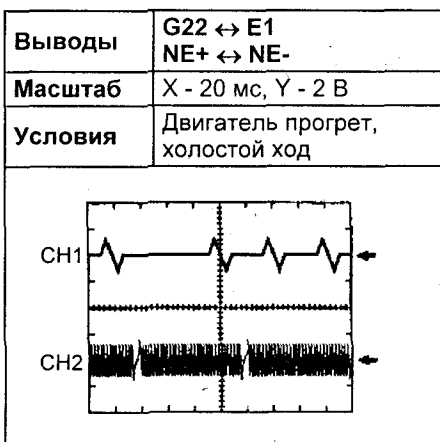 Выводы G22 ↔ E1
NE+ ↔ NE-
Масштаб X - 20 мс, Y - 2 В
Условия Двигатель прогрет,
холостой ход
CH1
CH2